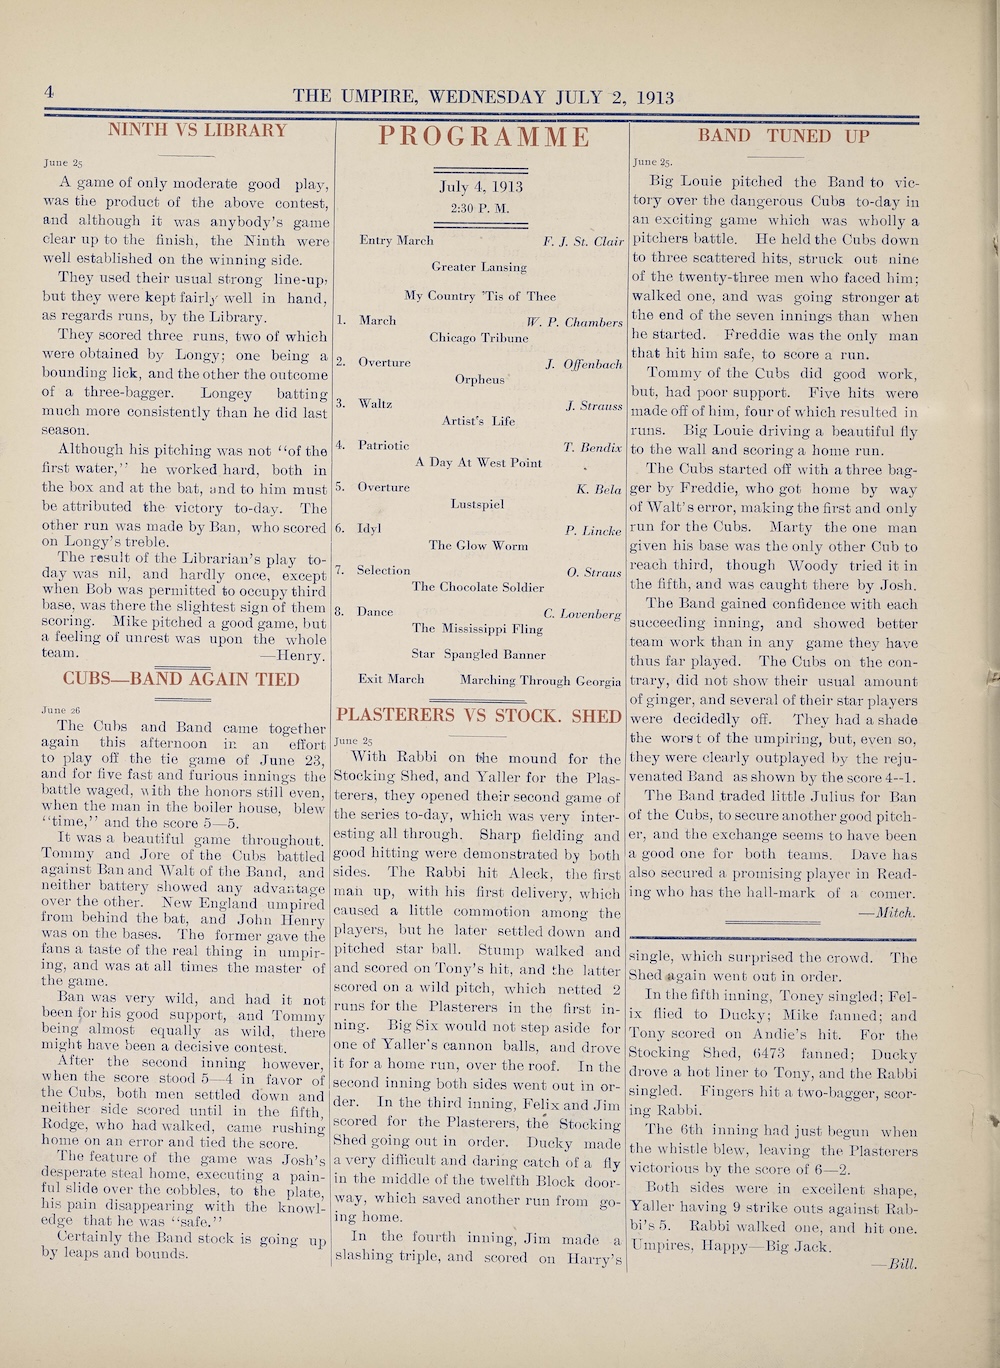 4
THE UMPIRE, WEDNESDAY JULY 2, 1913
NINTH VS LIBRARY
June 25
A game of only moderate good play,
was the product of the above contest,
and although it was anybody's game
clear up to the finish, the Ninth were
well established on the winning side.
They used their usual strong line-up,
but they were kept fairly well in hand,
as regards runs, by the Library.
They scored three runs, two of which
were obtained by Longy; one being a
bounding lick, and the other the outcome
of a three-bagger. Longey batting
much more consistently than he did last
season.
Although his pitching was not "of the
first water," he worked hard, both in
the box and at the bat, and to him must
be attributed the victory to-day. The
other run was made by Ban, who scored
on Longy's treble.
The result of the Librarian's play to-
day was nil, and hardly once, except
when Bob was permitted to occupy third
base, was there the slightest sign of them
scoring. Mike pitched a good game, but
a feeling of unrest was upon the whole
team. —Henry.
CUBS—BAND AGAIN TIED
June 26
The Cubs and Band came together
again this afternoon in an effort
to play off the tie game of June 23,
and for five fast and furious innings the
battle waged, with the honors still even,
when the man in the boiler house, blew
"time," and the score 5—5.
It was a beautiful game throughout.
Tommy and Jore of the Cubs battled
against Ban and Walt of the Band, and
neither battery showed any advantage
over the other. New England umpired
from behind the bat, and John Henry
was on the bases. The former gave the
fans a taste of the real thing in umpir-
ing, and was at all times the master of
the game.
Ban was very wild, and had it not
been for his good support, and Tommy
being almost equally as wild, there
might have been a decisive contest.
After the second inning however,
when the score stood 5—4 in favor of
the Cubs, both men settled down and
neither side scored until in the fifth,
Rodge, who had walked, came rushing
home on an error and tied the score.
The feature of the game was Josh's
desperate steal home, executing a pain-
ful slide over the cobbles, to the plate,
his pain disappearing with the knowl-
edge that he was "safe."
Certainly the Band stock is going up
by leaps and bounds.
PROGRAMME
July 4, 1913
2:30 P. M.
Entry March F. J. St. Clair
Greater Lansing
My Country 'Tis of Thee
1. March W. P. Chambers
Chicago Tribune
2. Overture J. Offenbach
Orpheus
3. Waltz J. Strauss
Artist's Life
4. Patriotic T. Bendix
A Day At West Point
5. Overture K. Bela
Lustspiel
6. Idyl P. Lincke
The Glow Worm
7. Selection O. Straus
The Chocolate Soldier
8. Dance C. Lovenberg
The Mississippi Fling
Star Spangled Banner
Exit March Marching Through Georgia
PLASTERERS VS STOCK. SHED
June 25
With Rabbi on the mound for the
Stocking Shed, and Yaller for the Plas-
terers, they opened their second game of
the series to-day, which was very inter-
esting all through. Sharp fielding and
good hitting were demonstrated by both
sides. The Rabbi hit Aleck, the first
man up, with his first delivery, which
caused a little commotion among the
players, but he later settled down and
pitched star ball. Stump walked and
and scored on Tony's hit, and the latter
scored on a wild pitch, which netted 2
runs for the Plasterers in the first in-
ning. Big Six would not step aside for
one of Yaller's cannon balls, and drove
it for a home run, over the roof. In the
second inning both sides went out in or-
der. In the third inning, Felix and Jim
scored for the Plasterers, the Stocking
Shed going out in order. Ducky made
a very difficult and daring catch of a fly
in the middle of the twelfth Block door-
way, which saved another run from go-
ing home.
In the fourth inning, Jim made a
slashing triple, and scored on Harry's
BAND TUNED UP
June 25.
Big Louie pitched the Band to vic-
tory over the dangerous Cubs to-day in
an exciting game which was wholly a
pitchers battle. He held the Cubs down
to three scattered hits, struck out nine
of the twenty-three men who faced him;
walked one, and was going stronger at
the end of the seven innings than when
he started. Freddie was the only man
that hit him safe, to score a run.
Tommy of the Cubs did good work,
but, had poor support. Five hits were
made off of him, four of which resulted in
runs. Big Louie driving a beautiful fly
to the wall and scoring a home run.
The Cubs started off with a three bag-
ger by Freddie, who got home by way
of Walt's error, making the first and only
run for the Cubs. Marty the one man
given his base was the only other Cub to
reach third, though Woody tried it in
the fifth, and was caught there by Josh.
The Band gained confidence with each
succeeding inning, and showed better
team work than in any game they have
thus far played. The Cubs on the con-
trary, did not show their usual amount
of ginger, and several of their star players
were decidedly off. They had a shade
the worst of the umpiring, but, even so,
they were clearly outplayed by the reju-
venated Band as shown by the score 4--1.
The Band traded little Julius for Ban
of the Cubs, to secure another good pitch-
er, and the exchange seems to have been
a good one for both teams. Dave has
also secured a promising player in Read-
ing who has the hall-mark of a comer.
—Mitch.
single, which surprised the crowd. The
Shed again went out in order.
In the fifth inning, Toney singled; Fel-
ix flied to Ducky; Mike fanned; and
Tony scored on Andie's hit. For the
Stocking Shed, 6473 fanned; Ducky
drove a hot liner to Tony, and the Rabbi
singled. Fingers hit a two-bagger, scor-
ing Rabbi.
The 6th inning had just begun when
the whistle blew, leaving the Plasterers
victorious by the score of 6—2.
Both sides were in excellent shape,
Yaller having 9 strike outs against Rab-
bi's 5. Rabbi walked one, and hit one.
Umpires, Happy—Big Jack.
—Bill.